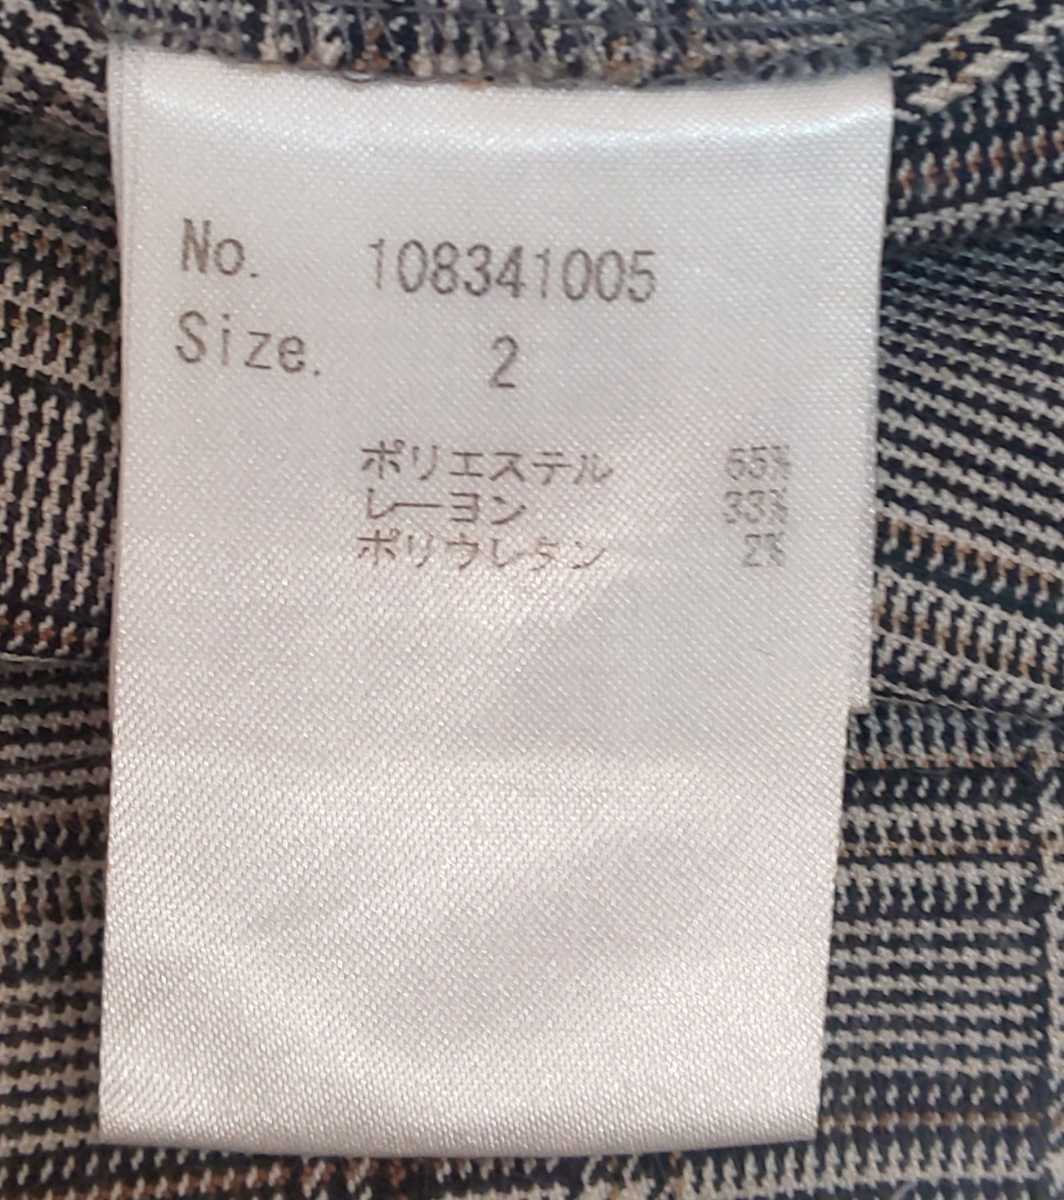 No. 108341005
Size. 2
ポリエステル 65%
レーヨン 33%
ポリウレタン 2%